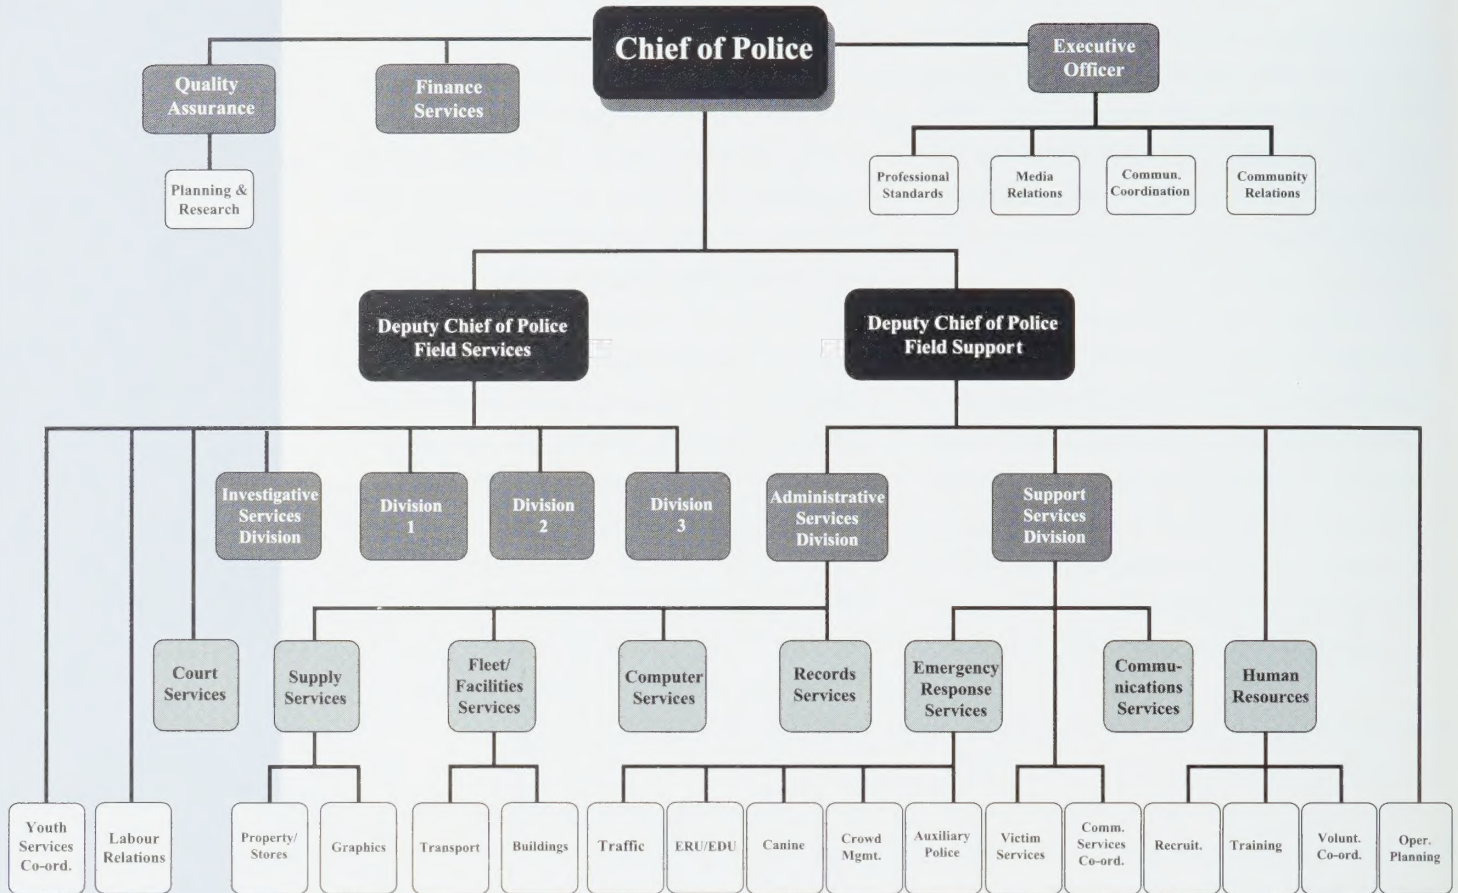 Chief of Police
Executive
Officer
Quality
Assurance
Finance
Services
Planning &
Research
Professional
Standards
Media
Relations
Commun.
Coordination
Community
Relations
Deputy Chief of Police
Field Services
Deputy Chief of Police
Field Support
Investigative
Services
Division
Division
1
Division
2
Division
3
Administrative
Services
Division
Support
Services
Division
Court
Services
Supply
Services
Fleet/
Facilities
Services
Computer
Services
Records
Services
Emergency
Response
Services
Commu-
nications
Services
Human
Resources
Youth
Services
Co-ord.
Labour
Relations
Property/
Stores
Graphics
Transport
Buildings
Traffic
ERU/EDU
Canine
Crowd
Mgmt.
Auxiliary
Police
Victim
Services
Comm.
Services
Co-ord.
Recruit.
Training
Volunt.
Co-ord.
Oper.
Planning